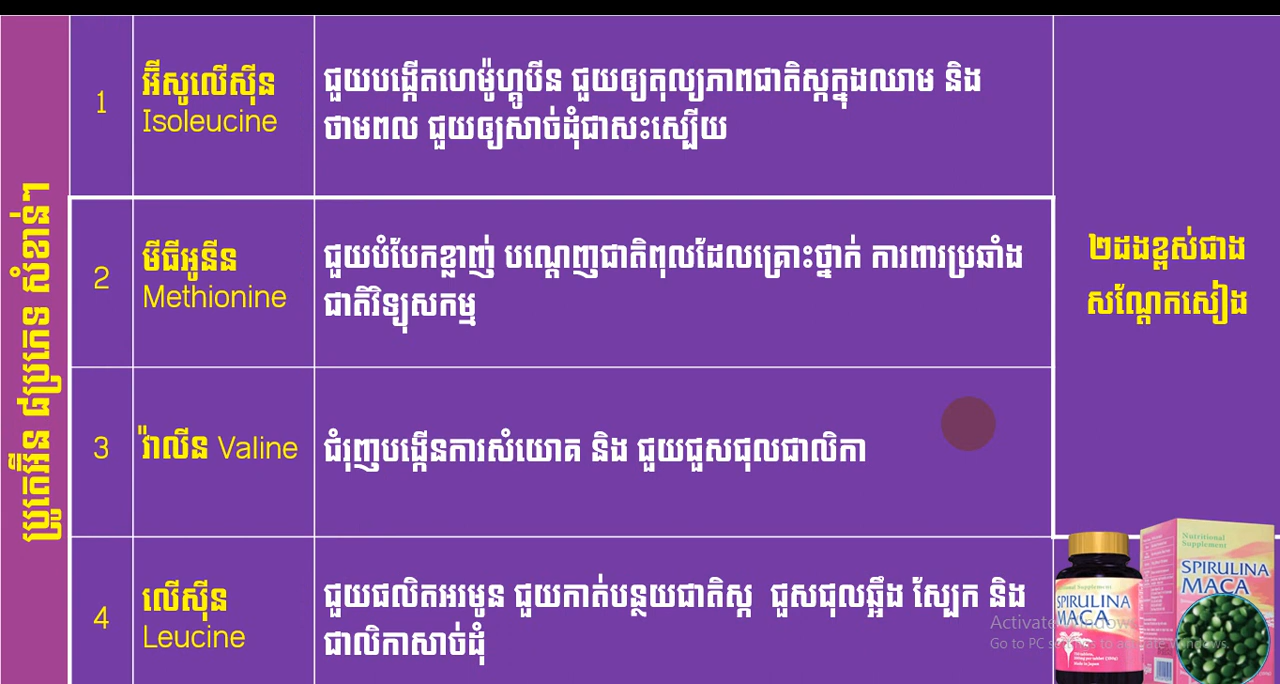 ប្រូតេអ៊ីន ៨ប្រភេទ សំខាន់ៗ
1
អ៊ីសូលើស៊ីន
Isoleucine
ជួយបង្កើតហេម៉ូហ្គូប៊ីន ជួយឲ្យតុល្យភាពជាតិស្ករក្នុងឈាម និង
ថាមពល ជួយឲ្យសាច់ដុំជាសះស្បើយ
2
មីធីអូនីន
Methionine
ជួយបំបែកខ្លាញ់ បណ្តេញជាតិពុលដែលគ្រោះថ្នាក់ ការពារប្រឆាំង
ជាតិវិទ្យុសកម្ម
3
វ៉ាលីន Valine
ជំរុញបង្កើនការសំយោគ និង ជួយជួសជុលជាលិកា
២ដងខ្ពស់ជាង
សណ្តែកសៀង
4
លើស៊ីន
Leucine
ជួយផលិតអរមូន ជួយកាត់បន្ថយជាតិស្ករ ជួសជុលឆ្អឹង ស្បែក និង
ជាលិកាសាច់ដុំ
Nutritional
Supplement
SPIRULINA
MACA
SPIRULINA
MACA
Activate Windows
Go to PC settings to activate Windows.